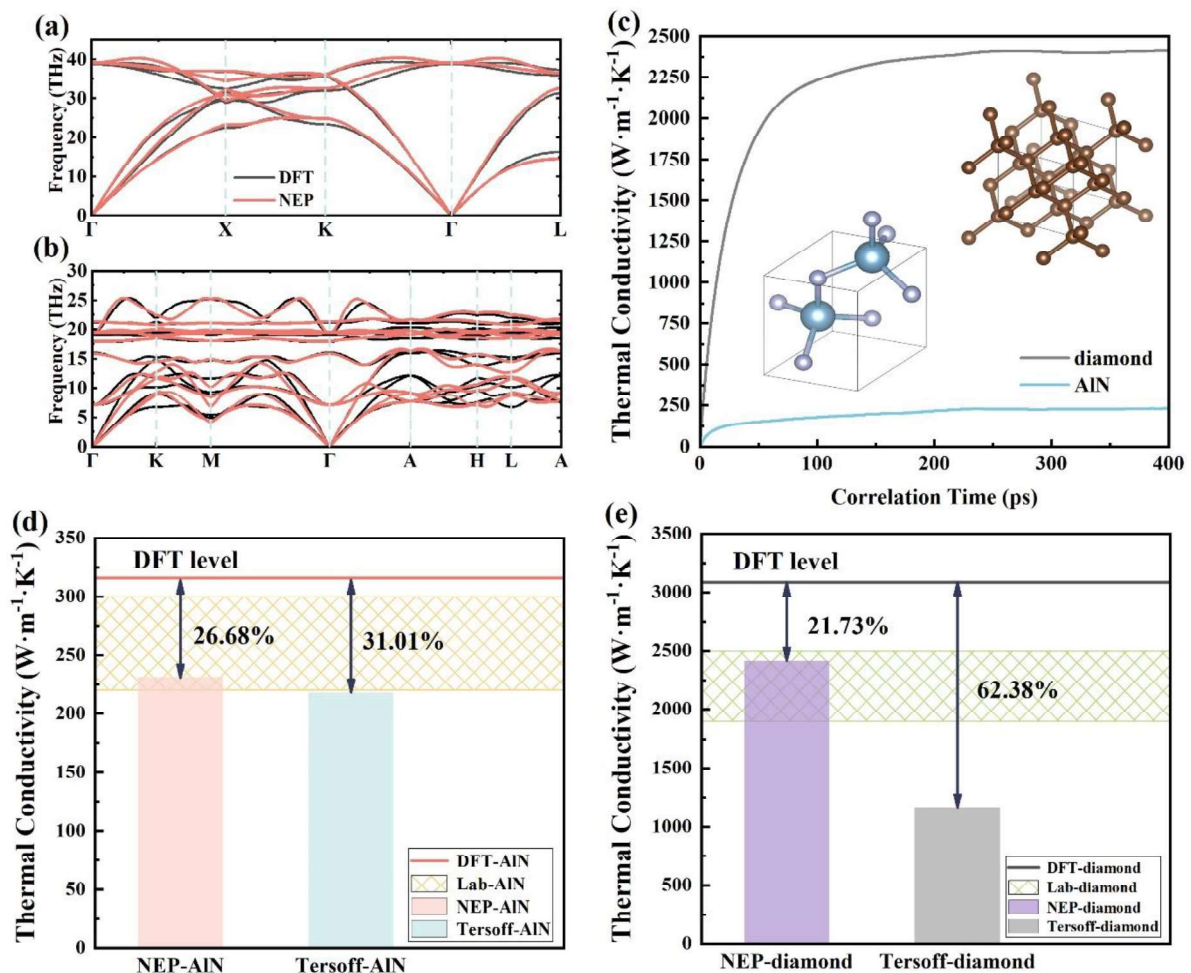 (a)
Frequency (THz)
40
30
20
10
0
DFT
NEP
Γ X K Γ L
(b)
Frequency (THz)
30
25
20
15
10
5
0
Γ K M Γ A H L A
(c)
Thermal Conductivity (W·m⁻¹·K⁻¹)
2500
2250
2000
1750
1500
1250
1000
750
500
250
0
diamond
AlN
0 100 200 300 400
Correlation Time (ps)
(d)
Thermal Conductivity (W·m⁻¹·K⁻¹)
350
300
250
200
150
100
50
0
DFT level
26.68%
31.01%
DFT-AlN
Lab-AlN
NEP-AlN
Tersoff-AlN
NEP-AlN Tersoff-AlN
(e)
Thermal Conductivity (W·m⁻¹·K⁻¹)
3500
3000
2500
2000
1500
1000
500
0
DFT level
21.73%
62.38%
DFT-diamond
Lab-diamond
NEP-diamond
Tersoff-diamond
NEP-diamond Tersoff-diamond